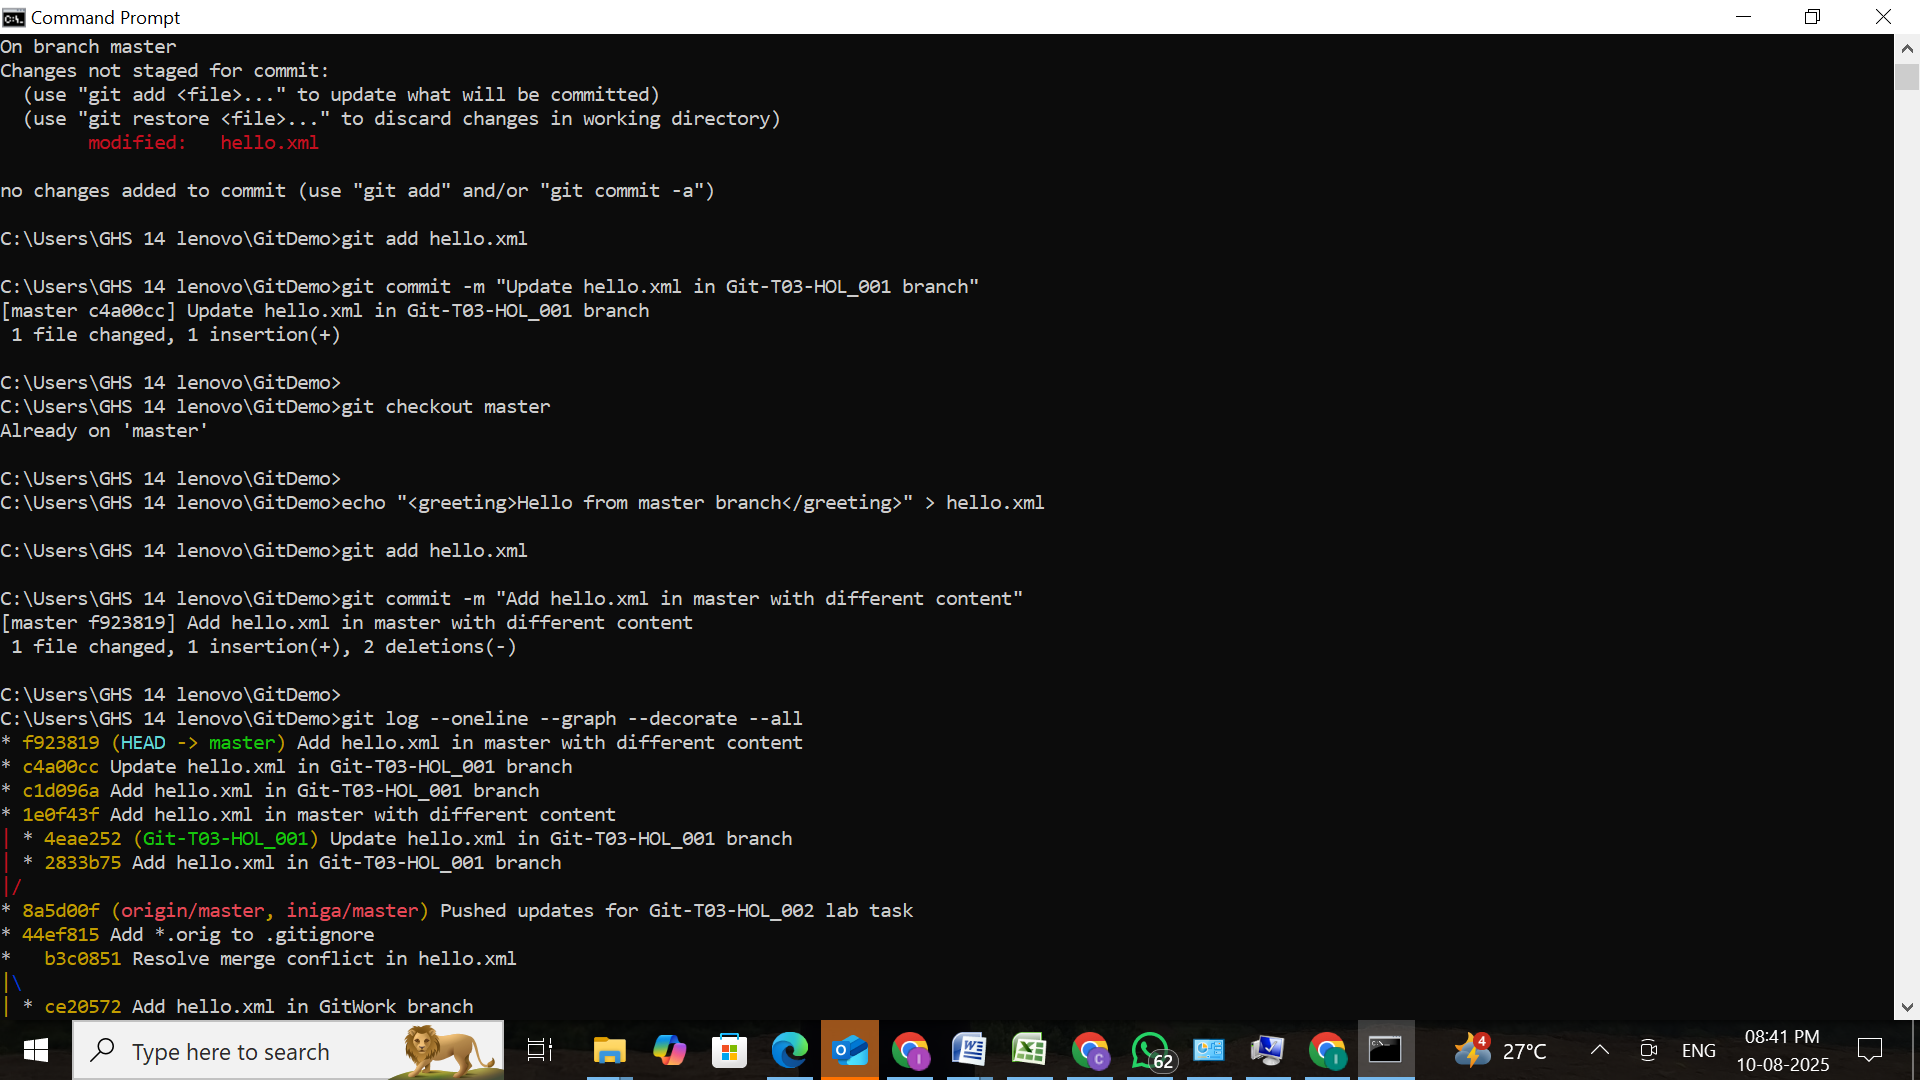 Command Prompt
On branch master
Changes not staged for commit:
  (use "git add <file>..." to update what will be committed)
  (use "git restore <file>..." to discard changes in working directory)
        modified:   hello.xml

no changes added to commit (use "git add" and/or "git commit -a")

C:\Users\GHS 14 lenovo\GitDemo>git add hello.xml

C:\Users\GHS 14 lenovo\GitDemo>git commit -m "Update hello.xml in Git-T03-HOL_001 branch"
[master c4a00cc] Update hello.xml in Git-T03-HOL_001 branch
 1 file changed, 1 insertion(+)

C:\Users\GHS 14 lenovo\GitDemo>
C:\Users\GHS 14 lenovo\GitDemo>git checkout master
Already on 'master'

C:\Users\GHS 14 lenovo\GitDemo>
C:\Users\GHS 14 lenovo\GitDemo>echo "<greeting>Hello from master branch</greeting>" > hello.xml

C:\Users\GHS 14 lenovo\GitDemo>git add hello.xml

C:\Users\GHS 14 lenovo\GitDemo>git commit -m "Add hello.xml in master with different content"
[master f923819] Add hello.xml in master with different content
 1 file changed, 1 insertion(+), 2 deletions(-)

C:\Users\GHS 14 lenovo\GitDemo>
C:\Users\GHS 14 lenovo\GitDemo>git log --oneline --graph --decorate --all
* f923819 (HEAD -> master) Add hello.xml in master with different content
* c4a00cc Update hello.xml in Git-T03-HOL_001 branch
* c1d096a Add hello.xml in Git-T03-HOL_001 branch
* 1e0f43f Add hello.xml in master with different content
| * 4eae252 (Git-T03-HOL_001) Update hello.xml in Git-T03-HOL_001 branch
| * 2833b75 Add hello.xml in Git-T03-HOL_001 branch
|/
* 8a5d00f (origin/master, iniga/master) Pushed updates for Git-T03-HOL_002 lab task
* 44ef815 Add *.orig to .gitignore
*   b3c0851 Resolve merge conflict in hello.xml
|\
| * ce20572 Add hello.xml in GitWork branch
Type here to search
62
4
27°C
ENG
08:41 PM
10-08-2025